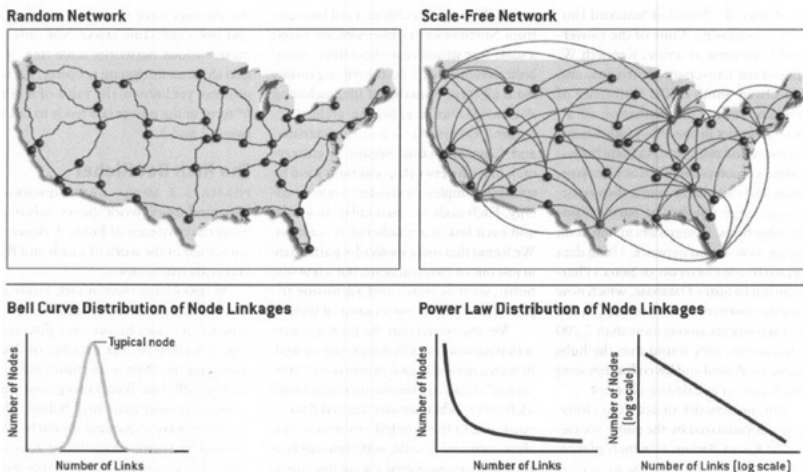 Random Network
Scale-Free Network
Bell Curve Distribution of Node Linkages
Typical node
Number of Nodes
Number of Links
Power Law Distribution of Node Linkages
Number of Nodes
Number of Links
Number of Nodes
[log scale]
Number of Links [log scale]